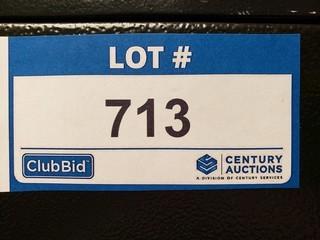 LOT #
713
ClubBid
CENTURY
AUCTIONS
A DIVISION OF CENTURY SERVICES